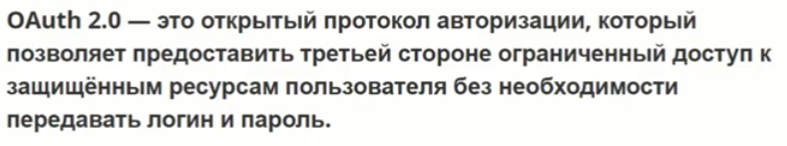 OAuth 2.0 — это открытый протокол авторизации, который
позволяет предоставить третьей стороне ограниченный доступ к
защищённым ресурсам пользователя без необходимости
передавать логин и пароль.